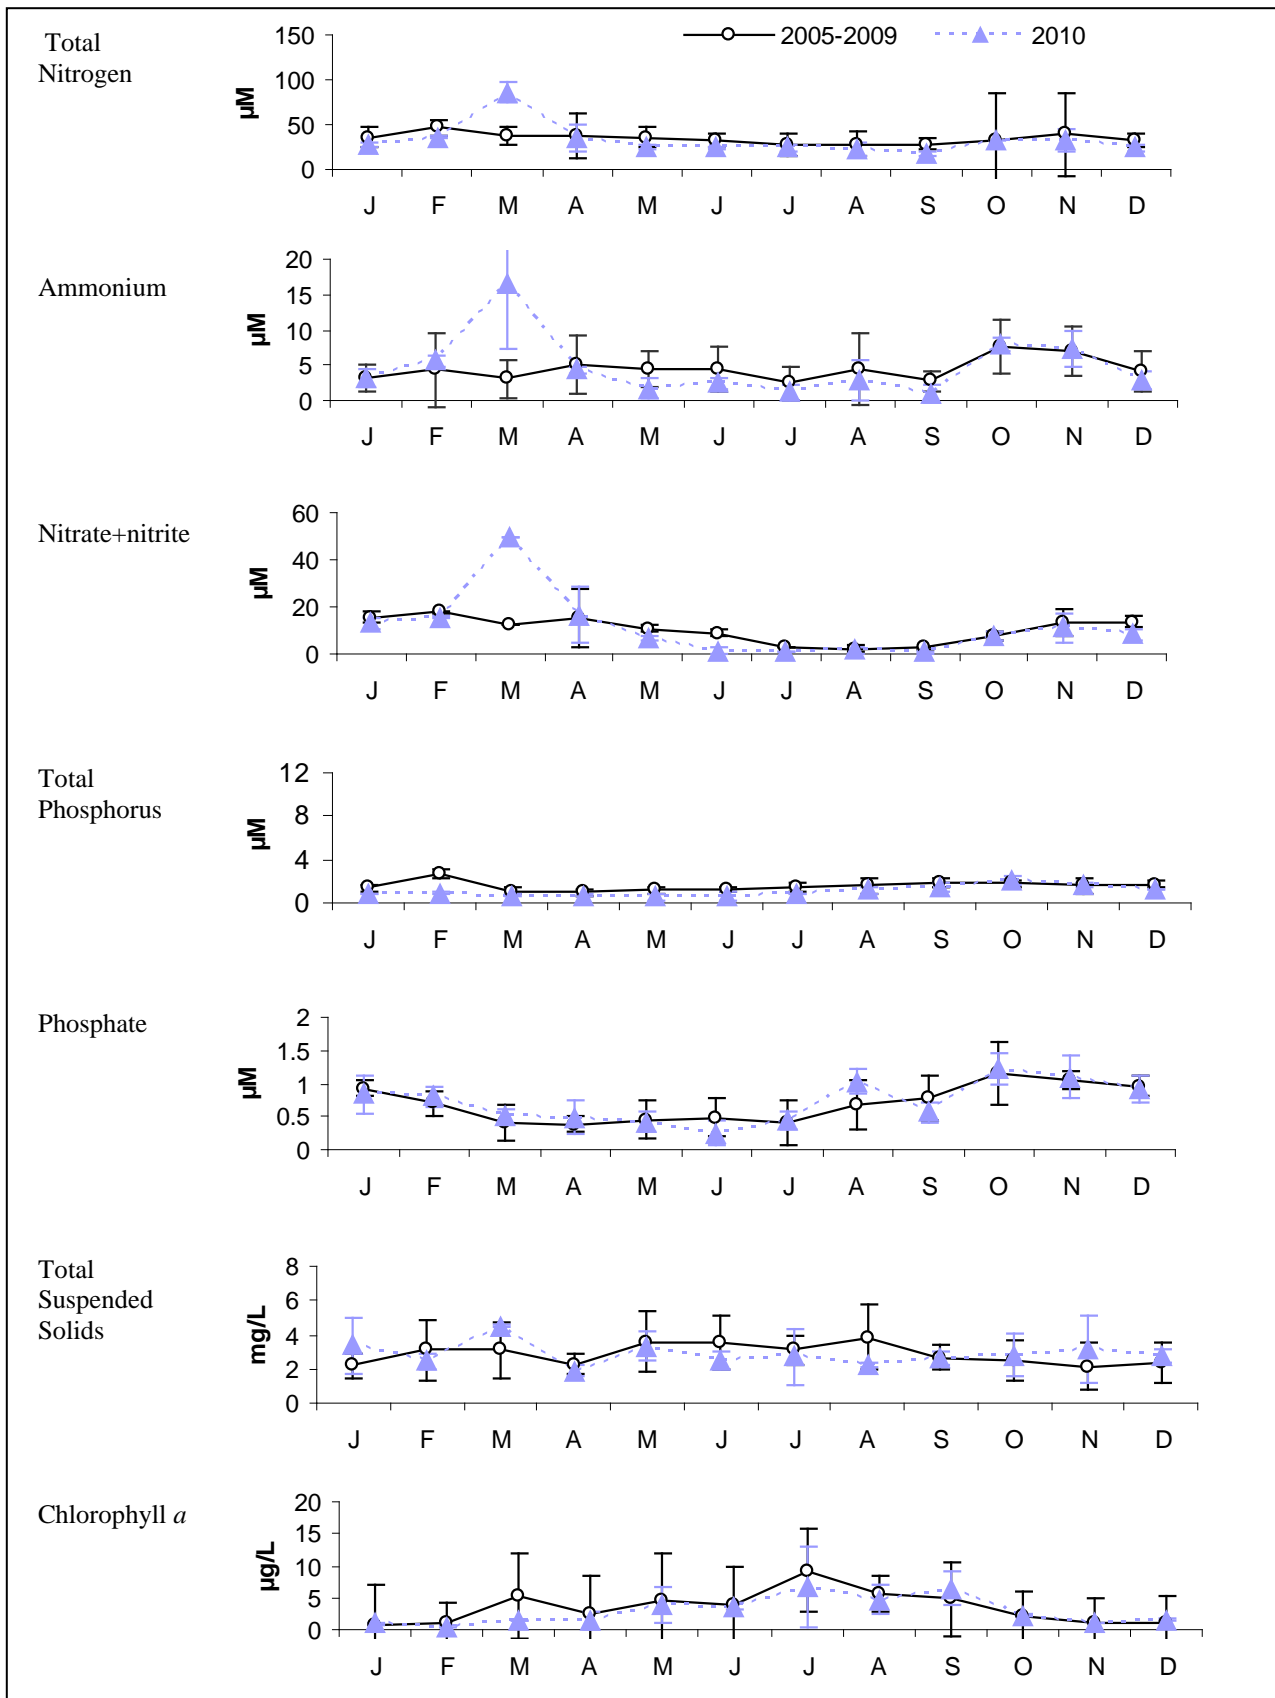 Total
Nitrogen
2005-2009
2010
µM
150
100
50
0
J F M A M J J A S O N D
Ammonium
µM
20
15
10
5
0
J F M A M J J A S O N D
Nitrate+nitrite
µM
60
40
20
0
J F M A M J J A S O N D
Total
Phosphorus
µM
12
8
4
0
J F M A M J J A S O N D
Phosphate
µM
2
1.5
1
0.5
0
J F M A M J J A S O N D
Total
Suspended
Solids
mg/L
8
6
4
2
0
J F M A M J J A S O N D
Chlorophyll a
µg/L
20
15
10
5
0
J F M A M J J A S O N D